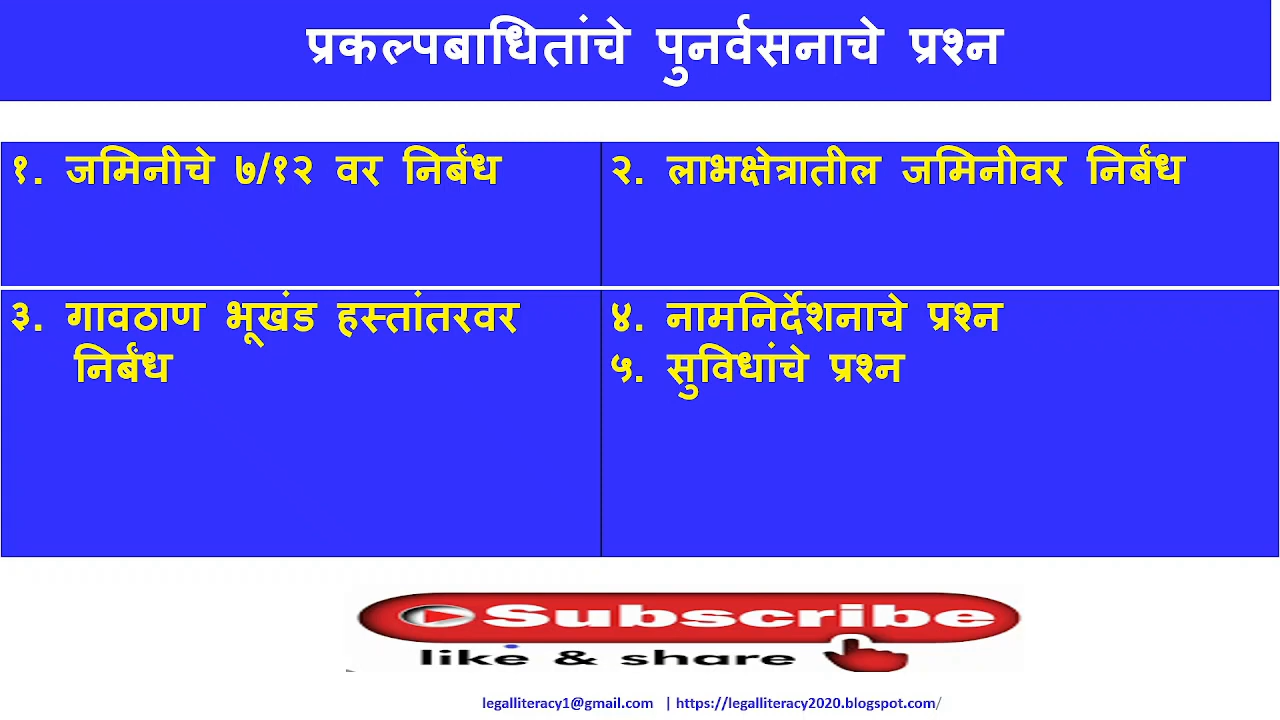 प्रकल्पबाधितांचे पुनर्वसनाचे प्रश्न
१. जमिनीचे ७/१२ वर निर्बंध
२. लाभक्षेत्रातील जमिनीवर निर्बंध
३. गावठाण भूखंड हस्तांतरवर
निर्बंध
४. नामनिर्देशनाचे प्रश्न
५. सुविधांचे प्रश्न
Subscribe
like & share
legalliteracy1@gmail.com | https://legalliteracy2020.blogspot.com/